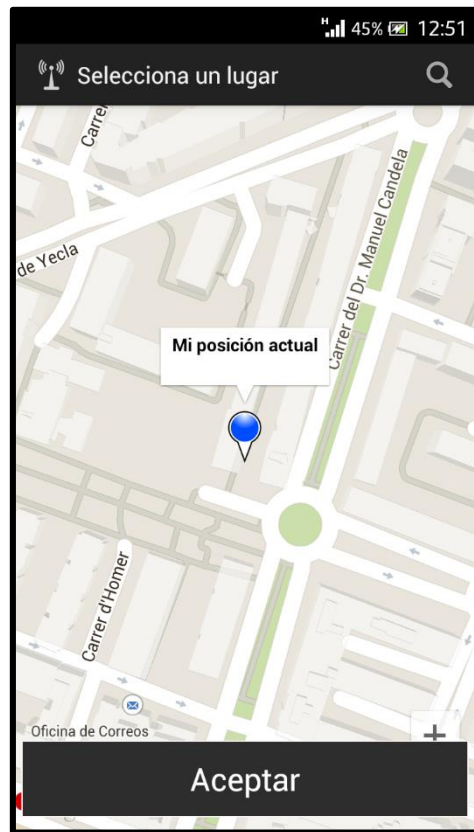 H 45% 12:51
Selecciona un lugar
Carrer
Carrer del Dr. Manuel Candela
de Yecla
Mi posición actual
Carrer d'Homer
Oficina de Correos
+
Aceptar